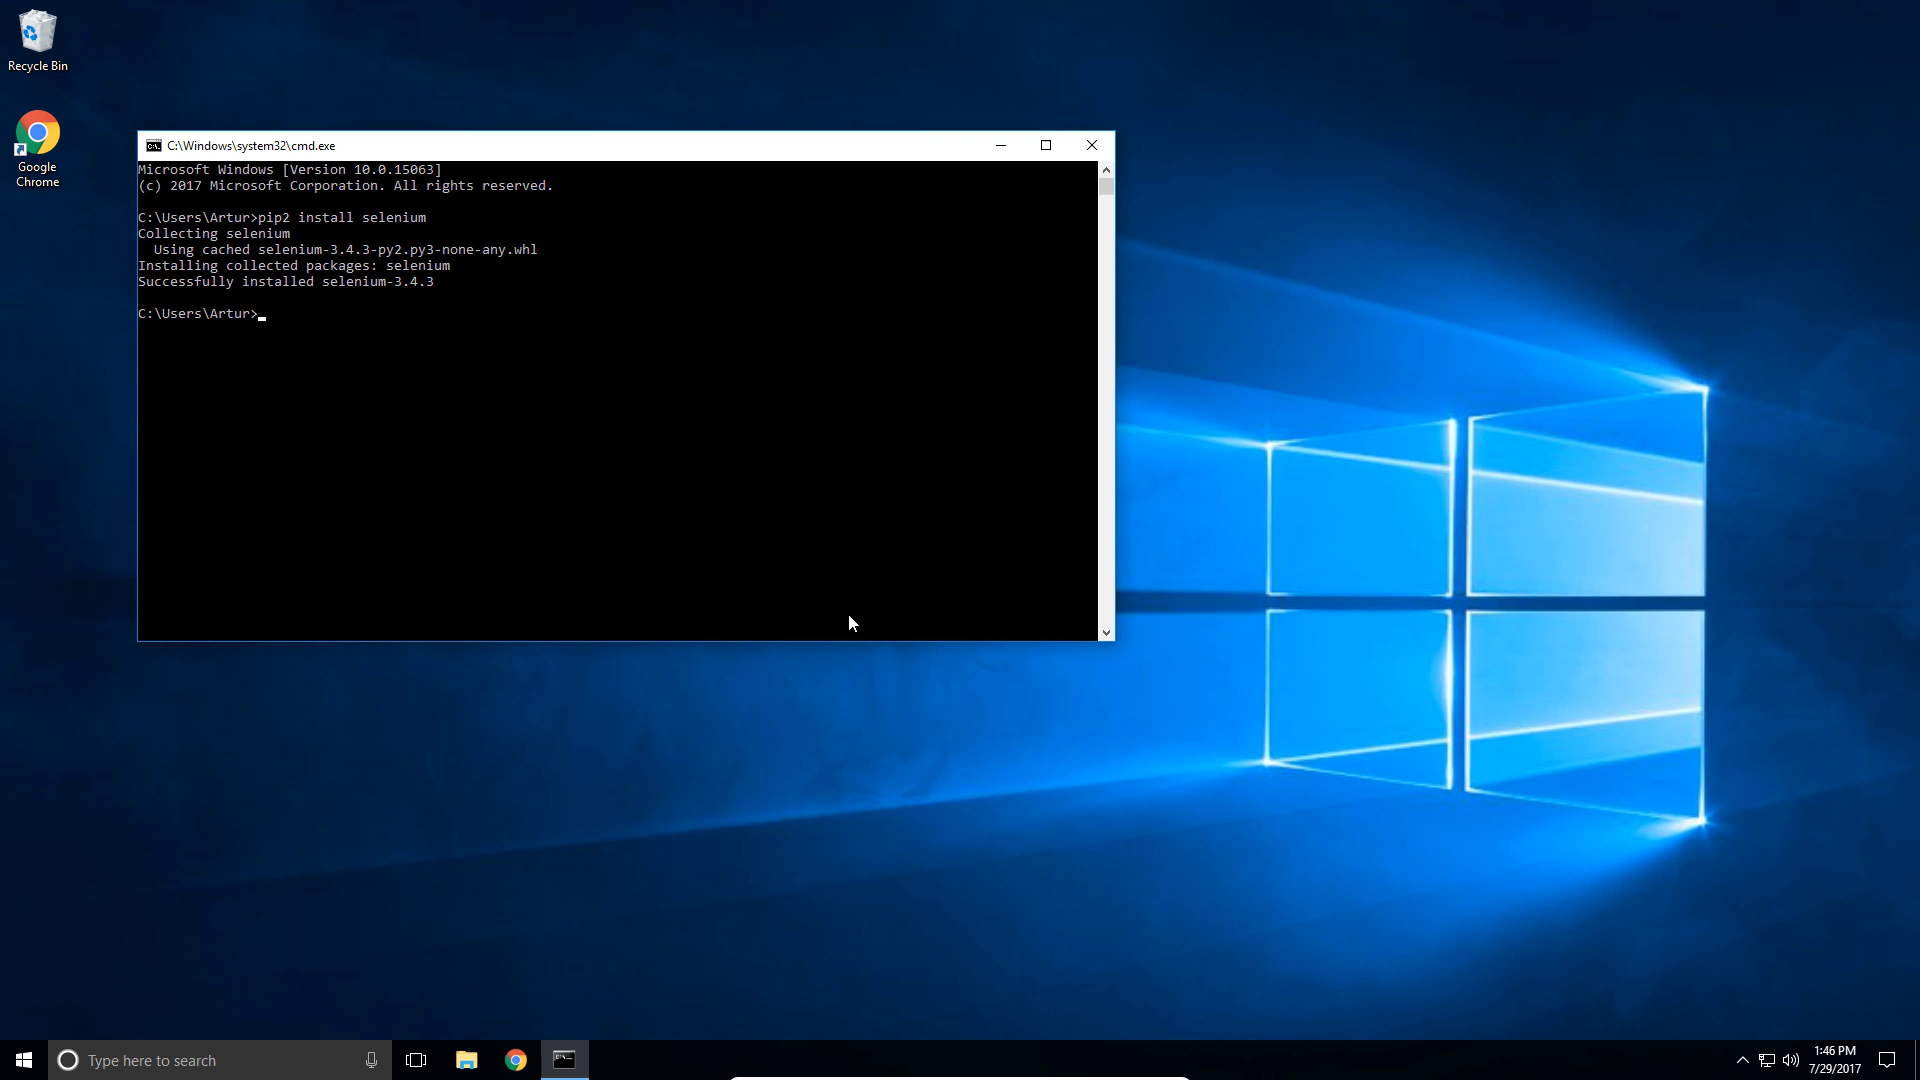 Recycle Bin
Google
Chrome
C:\Windows\system32\cmd.exe
Microsoft Windows [Version 10.0.15063]
(c) 2017 Microsoft Corporation. All rights reserved.
C:\Users\Artur>pip2 install selenium
Collecting selenium
  Using cached selenium-3.4.3-py2.py3-none-any.whl
Installing collected packages: selenium
Successfully installed selenium-3.4.3
C:\Users\Artur>
Type here to search
1:46 PM
7/29/2017